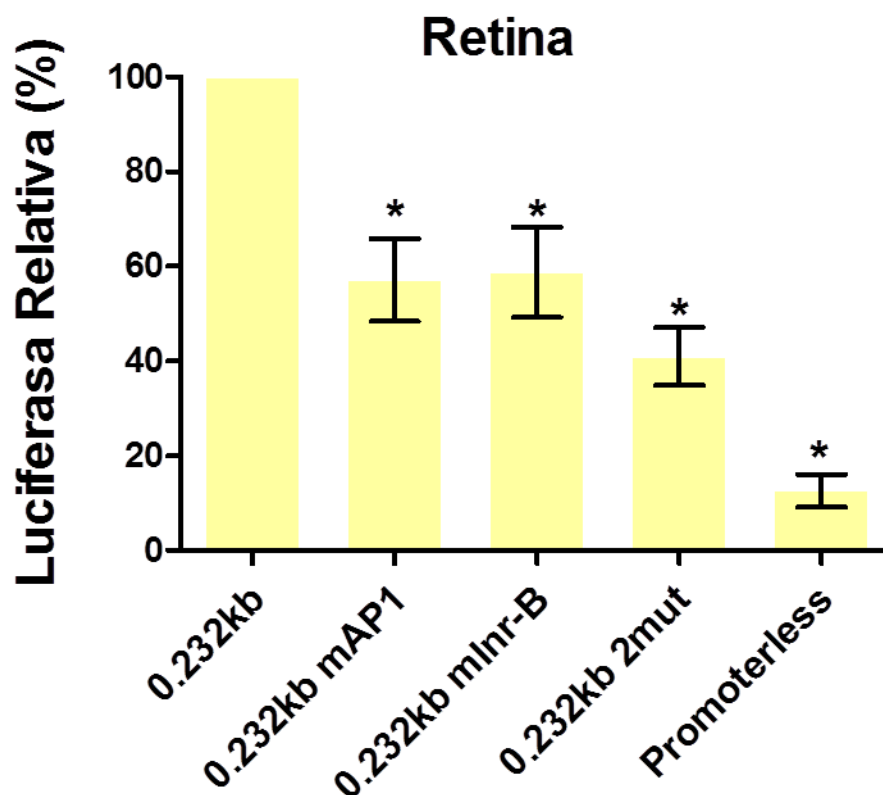 Retina
Luciferasa Relativa (%)
100
80
60
40
20
0
*
*
*
*
0.232kb
0.232kb mAP1
0.232kb mInr-B
0.232kb 2mut
Promoterless